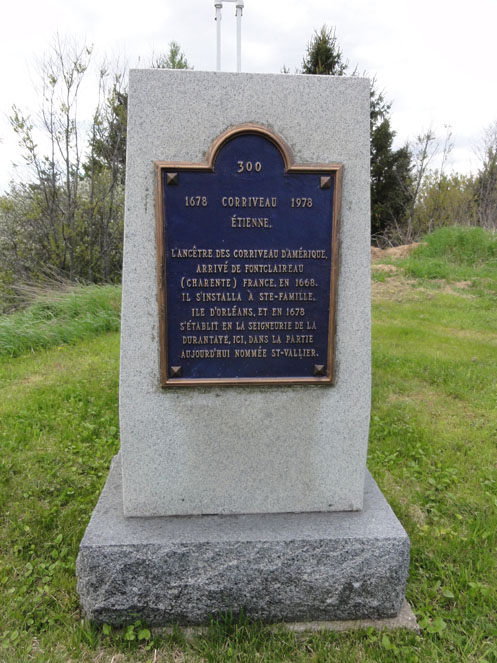 300
1678 CORRIVEAU 1978
ÉTIENNE.
L'ANCÊTRE DES CORRIVEAU D'AMÉRIQUE,
ARRIVÉ DE FONTCLAIREAU
(CHARENTE) FRANCE, EN 1668.
IL S'INSTALLA À STE-FAMILLE,
ILE D'ORLÉANS, ET EN 1678
S'ÉTABLIT EN LA SEIGNEURIE DE LA
DURANTAYE, ICI, DANS LA PARTIE
AUJOURD'HUI NOMMÉE ST-VALLIER.